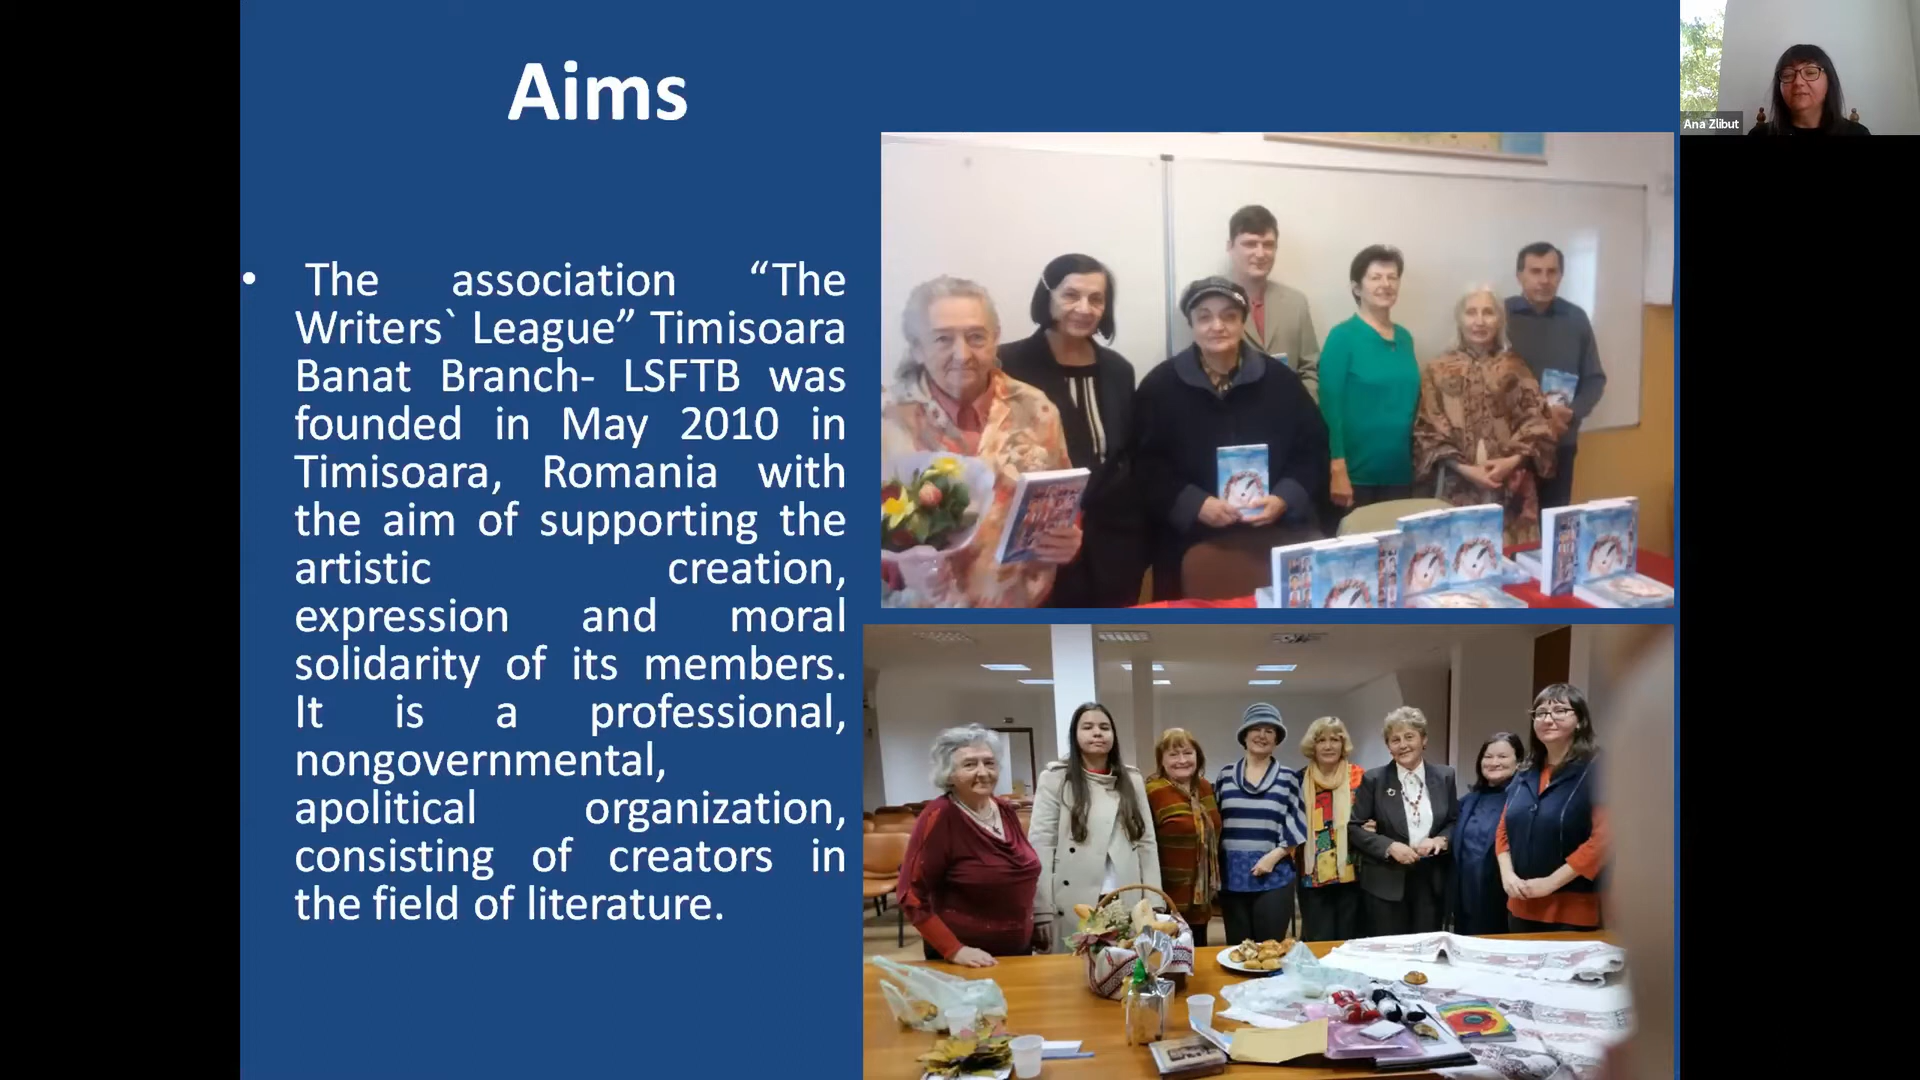 Aims
• The association “The
Writers` League” Timisoara
Banat Branch- LSFTB was
founded in May 2010 in
Timisoara, Romania with
the aim of supporting the
artistic creation,
expression and moral
solidarity of its members.
It is a professional,
nongovernmental,
apolitical organization,
consisting of creators in
the field of literature.
Ana Zlibut